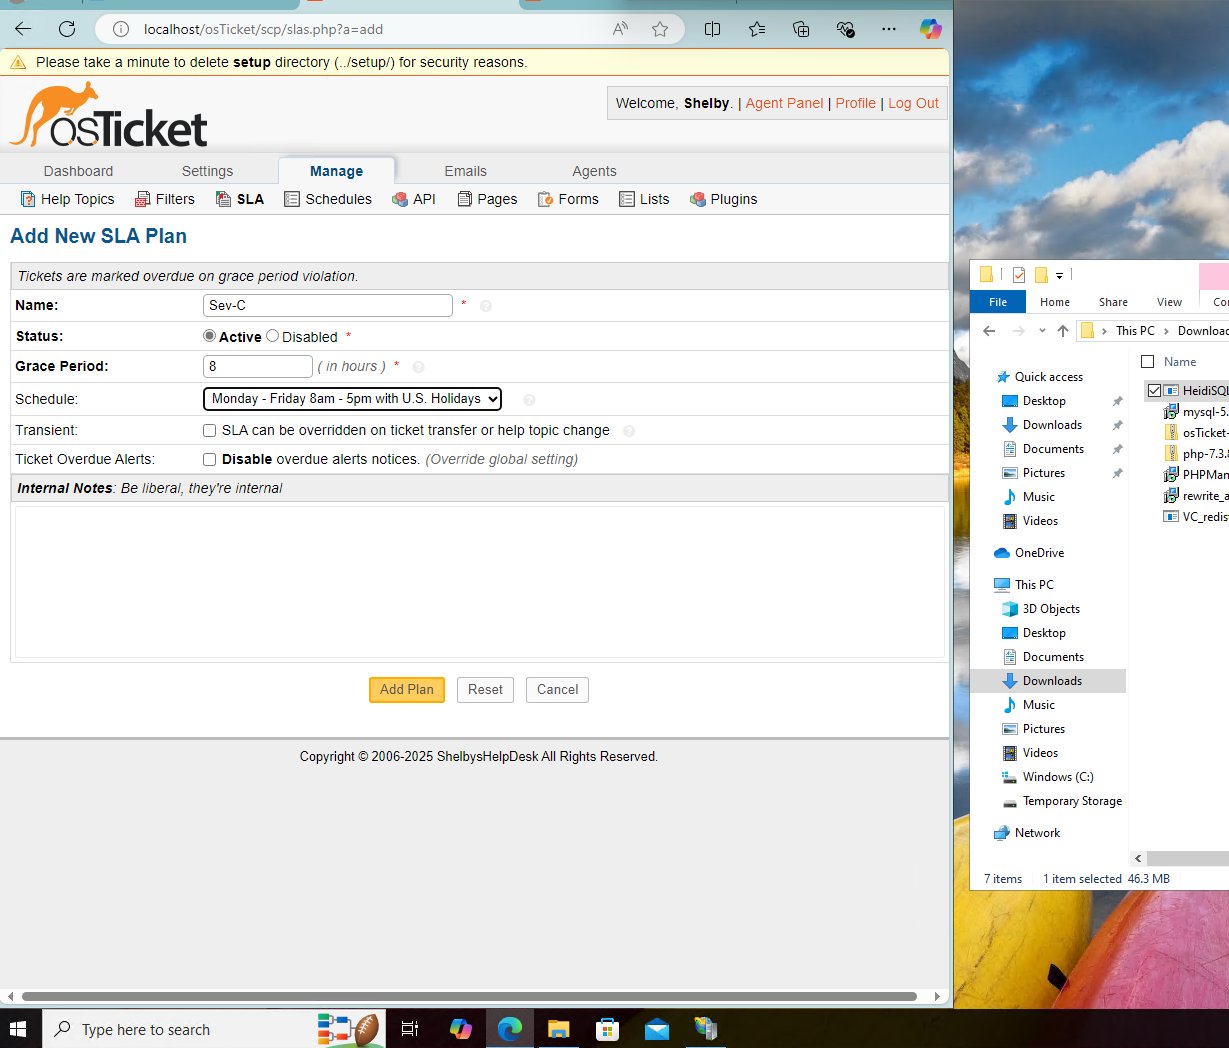 localhost/osTicket/scp/slas.php?a=add
Please take a minute to delete setup directory (../setup/) for security reasons.
osTicket
Welcome, Shelby. | Agent Panel | Profile | Log Out
Dashboard Settings Manage Emails Agents
Help Topics Filters SLA Schedules API Pages Forms Lists Plugins
Add New SLA Plan
Tickets are marked overdue on grace period violation.
Name: Sev-C *
Status: Active Disabled *
Grace Period: 8 ( in hours ) *
Schedule: Monday - Friday 8am - 5pm with U.S. Holidays
Transient: SLA can be overridden on ticket transfer or help topic change
Ticket Overdue Alerts: Disable overdue alerts notices. (Override global setting)
Internal Notes: Be liberal, they're internal
Add Plan Reset Cancel
Copyright © 2006-2025 ShelbysHelpDesk All Rights Reserved.
File Home Share View
This PC Downloa
Name
Quick access
Desktop
Downloads
Documents
Pictures
Music
Videos
OneDrive
This PC
3D Objects
Desktop
Documents
Downloads
Music
Pictures
Videos
Windows (C:)
Temporary Storage
Network
HeidiSQL
mysql-5.
osTicket-
php-7.3.8
PHPMan
rewrite_a
VC_redis
7 items 1 item selected 46.3 MB
Type here to search